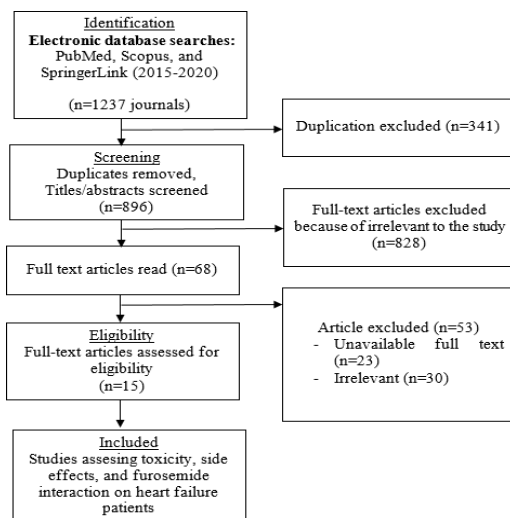 Identification
Electronic database searches:
PubMed, Scopus, and
SpringerLink (2015-2020)
(n=1237 journals)
Duplication excluded (n=341)
Screening
Duplicates removed,
Titles/abstracts screened
(n=896)
Full-text articles excluded
because of irrelevant to the study
(n=828)
Full text articles read (n=68)
Article excluded (n=53)
- Unavailable full text
(n=23)
- Irrelevant (n=30)
Eligibility
Full-text articles assessed for
eligibility
(n=15)
Included
Studies assesing toxicity, side
effects, and furosemide
interaction on heart failure
patients